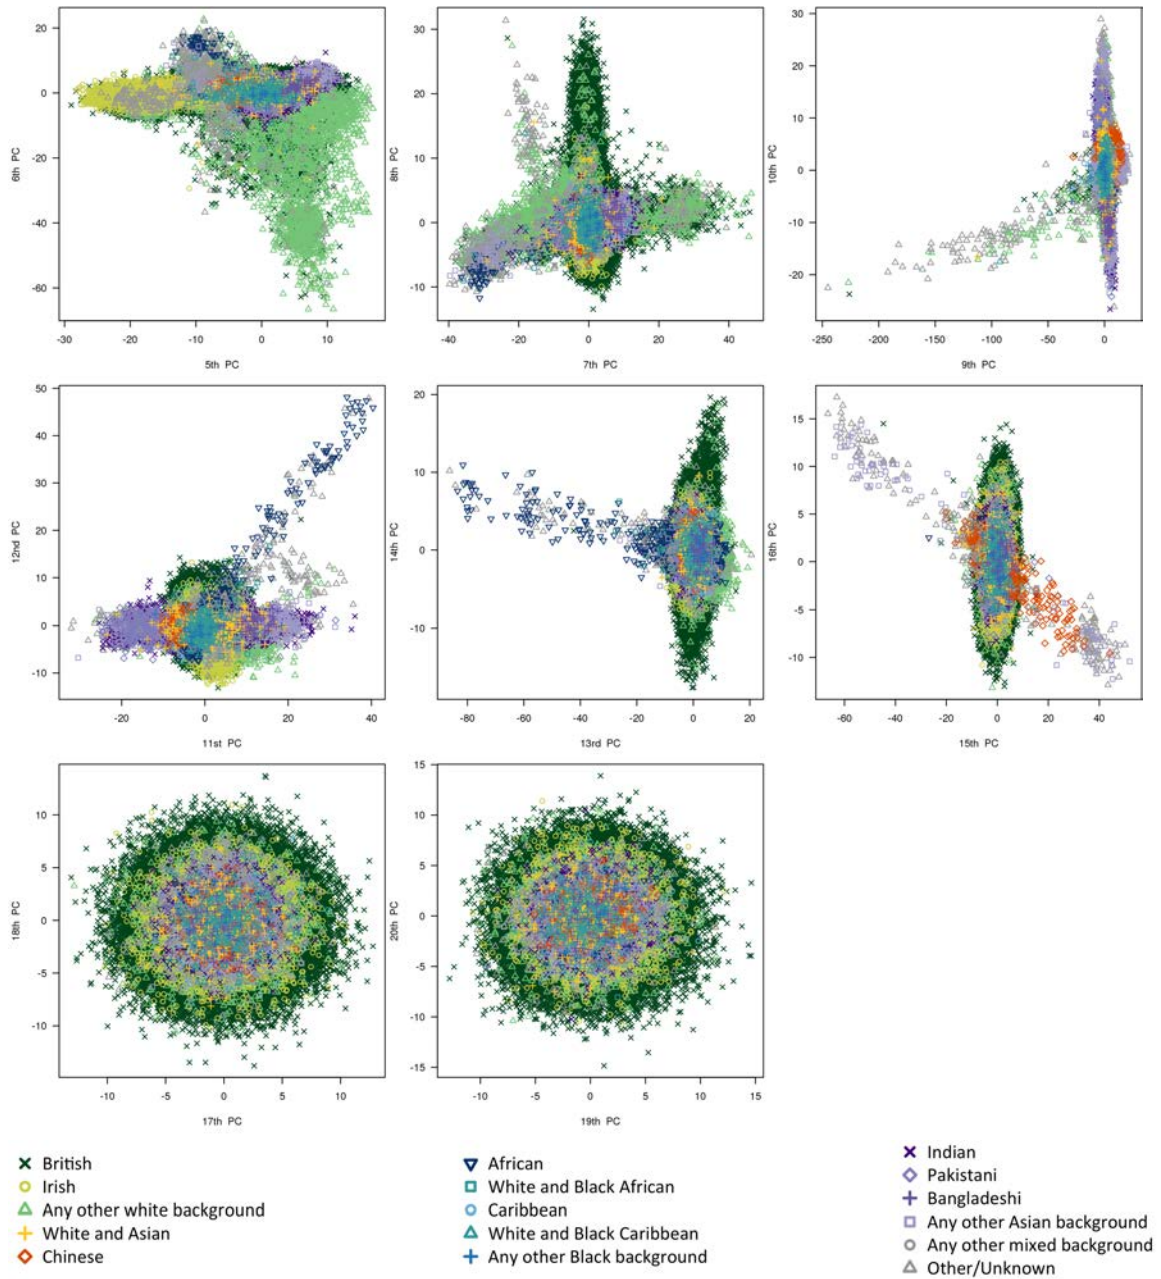 20
0
-20
-40
-60
6th PC
-30
-20
-10
0
10
5th PC
30
20
10
0
-10
8th PC
-40
-20
0
20
40
7th PC
30
20
10
0
-10
-20
10th PC
-250
-200
-150
-100
-50
0
9th PC
50
40
30
20
10
0
-10
12nd PC
-20
0
20
40
11st PC
20
10
0
-10
14th PC
-80
-60
-40
-20
0
20
13rd PC
15
10
5
0
-5
-10
16th PC
-60
-40
-20
0
20
40
15th PC
10
5
0
-5
-10
18th PC
-10
-5
0
5
10
17th PC
15
10
5
0
-5
-10
-15
20th PC
-10
-5
0
5
10
15
19th PC
British
Irish
Any other white background
White and Asian
Chinese
African
White and Black African
Caribbean
White and Black Caribbean
Any other Black background
Indian
Pakistani
Bangladeshi
Any other Asian background
Any other mixed background
Other/Unknown